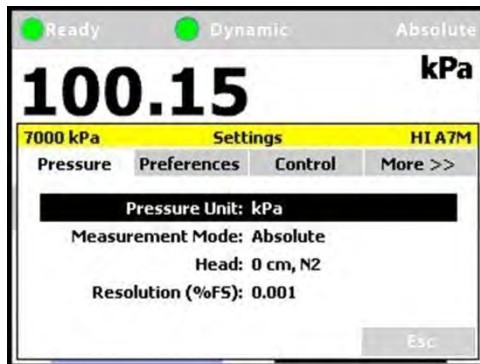 Ready Dynamic Absolute
100.15 kPa
7000 kPa Settings HI A7M
Pressure Preferences Control More >>
Pressure Unit: kPa
Measurement Mode: Absolute
Head: 0 cm, N2
Resolution (%FS): 0.001
Esc